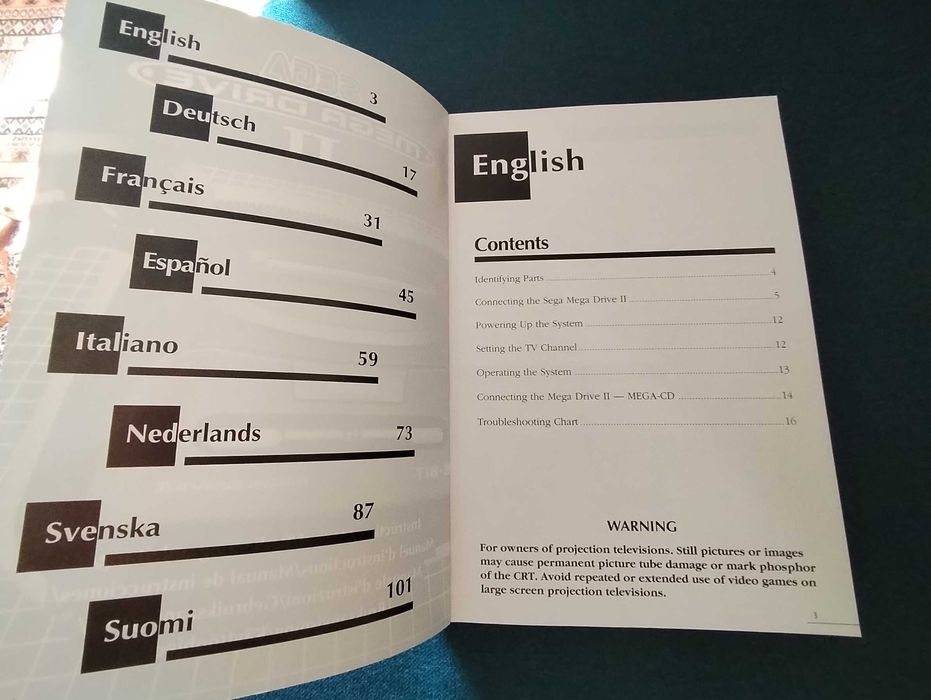 English
3
Deutsch
17
Français
31
Español
45
Italiano
59
Nederlands
73
Svenska
87
Suomi
101
English
Contents
Identifying Parts 4
Connecting the Sega Mega Drive II 5
Powering Up the System 12
Setting the TV Channel 12
Operating the System 13
Connecting the Mega Drive II — MEGA-CD 14
Troubleshooting Chart 16
WARNING
For owners of projection televisions. Still pictures or images
may cause permanent picture tube damage or mark phosphor
of the CRT. Avoid repeated or extended use of video games on
large screen projection televisions.
3